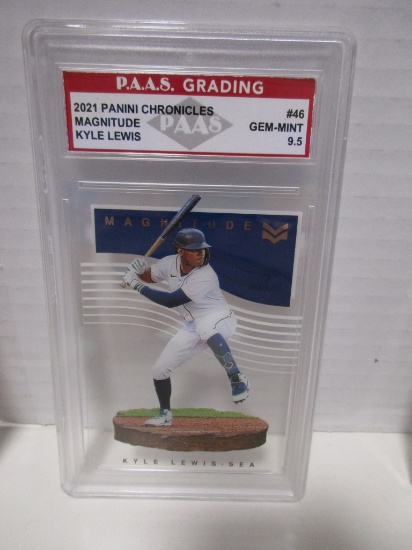 P.A.A.S. GRADING
2021 PANINI CHRONICLES #46
MAGNITUDE GEM-MINT
KYLE LEWIS 9.5
PAAS
MAGNITUDE
KYLE LEWIS-SEA